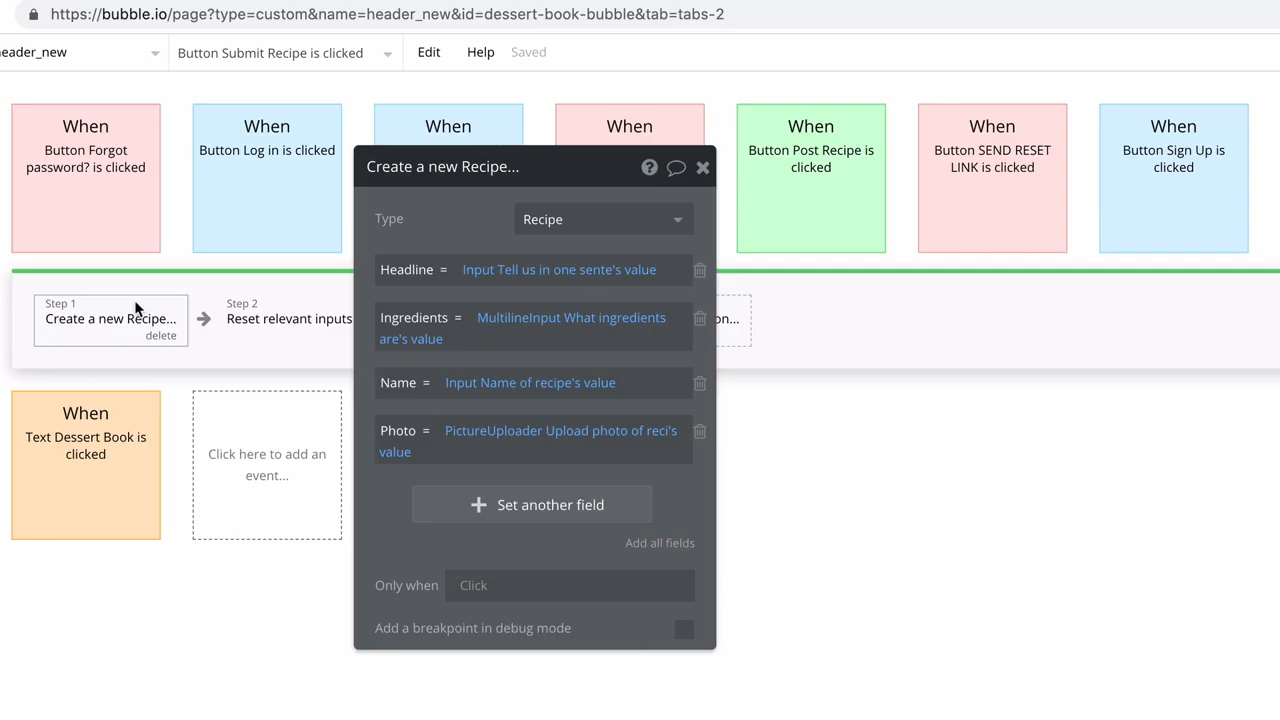 https://bubble.io/page?type=custom&name=header_new&id=dessert-book-bubble&tab=tabs-2
eader_new
Button Submit Recipe is clicked
Edit
Help
Saved
When
Button Forgot
password? is clicked
When
Button Log in is clicked
When
When
When
Button Post Recipe is
clicked
When
Button SEND RESET
LINK is clicked
When
Button Sign Up is
clicked
Create a new Recipe...
Type
Recipe
Headline =
Input Tell us in one sente's value
Ingredients =
MultilineInput What ingredients
are's value
Name =
Input Name of recipe's value
Photo =
PictureUploader Upload photo of reci's
value
Set another field
Add all fields
Only when
Click
Add a breakpoint in debug mode
Step 1
Create a new Recipe...
delete
Step 2
Reset relevant inputs
on...
When
Text Dessert Book is
clicked
Click here to add an
event...